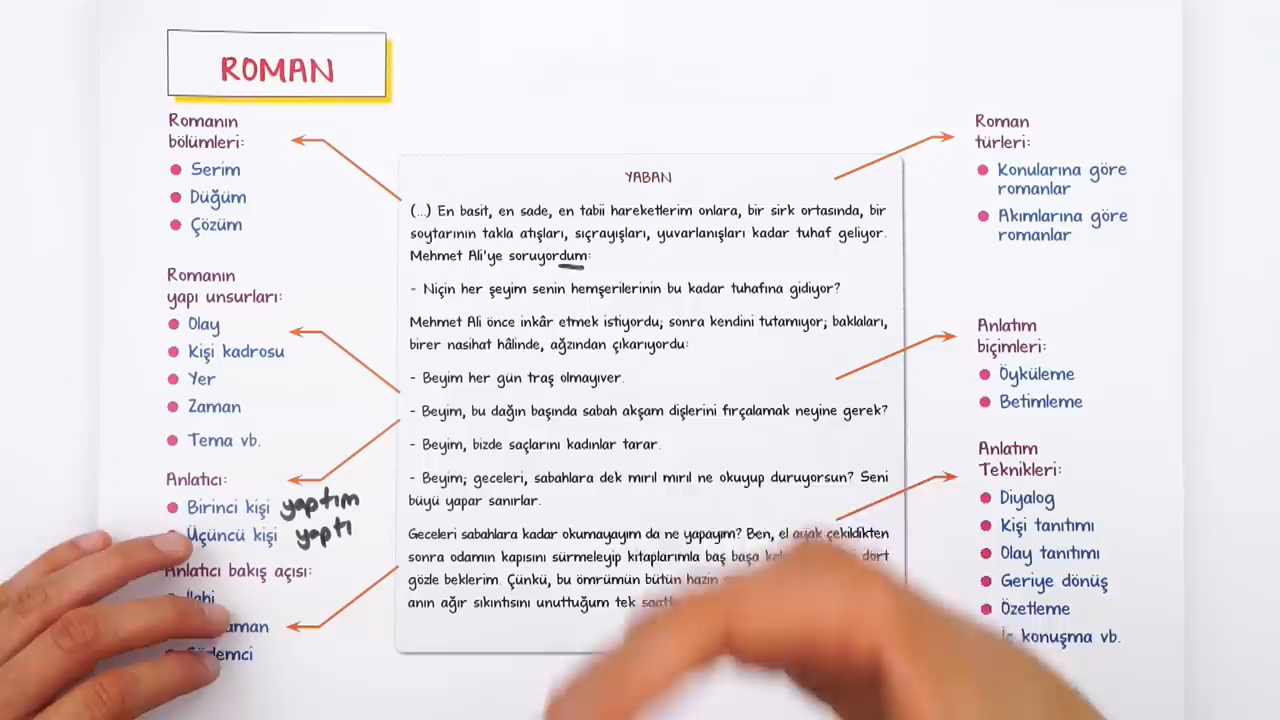 ROMAN
Romanın
bölümleri:
Serim
Düğüm
Çözüm
Romanın
yapı unsurları:
Olay
Kişi kadrosu
Yer
Zaman
Tema vb.
Anlatıcı:
Birinci kişi yaptım
Üçüncü kişi yaptı
Anlatıcı bakış açısı:
YABAN
(...) En basit, en sade, en tabii hareketlerim onlara, bir sirk ortasında, bir
soytarının takla atışları, sıçrayışları, yuvarlanışları kadar tuhaf geliyor.
Mehmet Ali'ye soruyordum:
- Niçin her şeyim senin hemşerilerinin bu kadar tuhafına gidiyor?
Mehmet Ali önce inkâr etmek istiyordu; sonra kendini tutamıyor; baklaları,
birer nasihat hâlinde, ağzından çıkarıyordu:
- Beyim her gün traş olmayıver.
- Beyim, bu dağın başında sabah akşam dişlerini fırçalamak neyine gerek?
- Beyim, bizde saçlarını kadınlar tarar.
- Beyim; geceleri, sabahlara dek mırıl mırıl ne okuyup duruyorsun? Seni
büyü yapar sanırlar.
Geceleri sabahlara kadar okumayayım da ne yapayım? Ben, el ayak çekildikten
sonra odamın kapısını sürmeleyip kitaplarımla baş başa dört
gözle beklerim. Çünkü, bu ömrümün bütün hazin
anın ağır sıkıntısını unuttuğum tek
Roman
türleri:
Konularına göre
romanlar
Akımlarına göre
romanlar
Anlatım
biçimleri:
Öyküleme
Betimleme
Anlatım
Teknikleri:
Diyalog
Kişi tanıtımı
Olay tanıtımı
Geriye dönüş
Özetleme
konuşma vb.